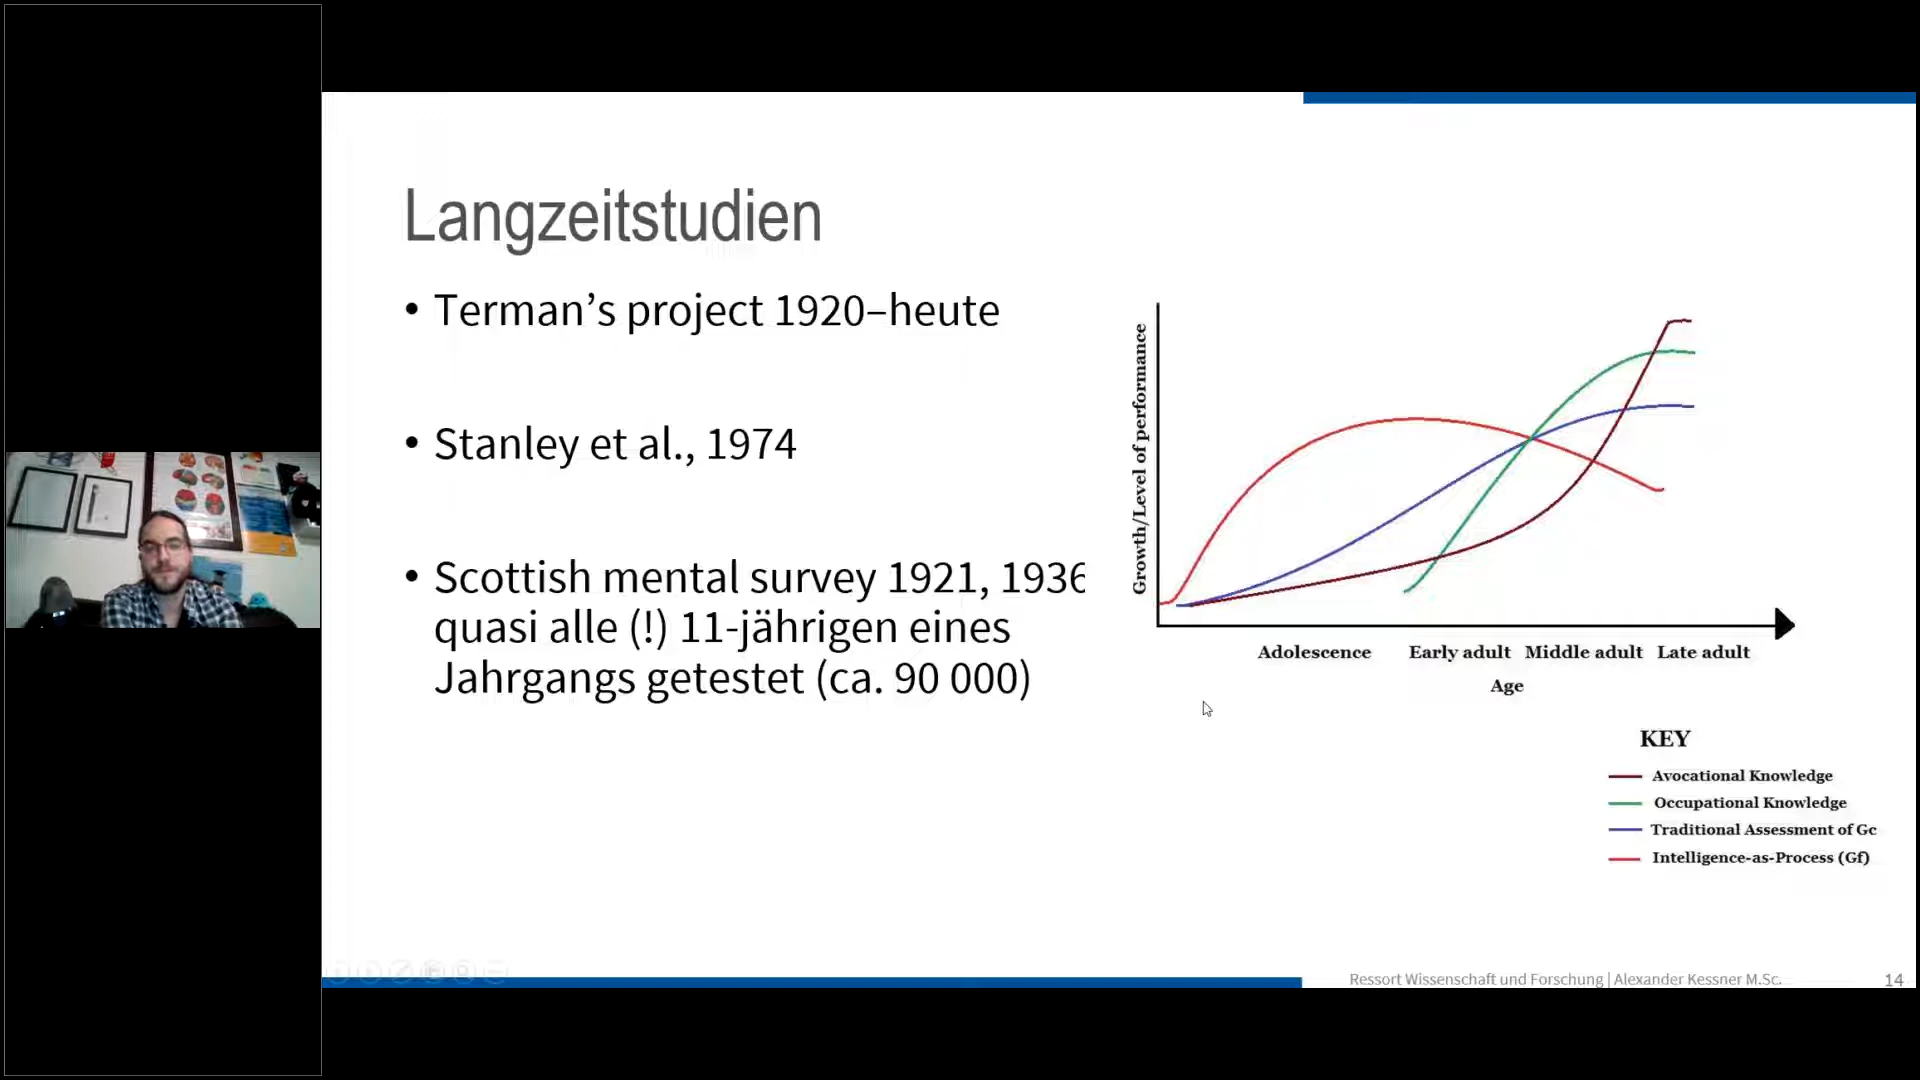 Langzeitstudien
• Terman’s project 1920–heute
• Stanley et al., 1974
• Scottish mental survey 1921, 1936
quasi alle (!) 11-jährigen eines
Jahrgangs getestet (ca. 90 000)
Growth/Level of performance
Adolescence Early adult Middle adult Late adult
Age
KEY
Avocational Knowledge
Occupational Knowledge
Traditional Assessment of Gc
Intelligence-as-Process (Gf)
Ressort Wissenschaft und Forschung | Alexander Kessner M.Sc. 14